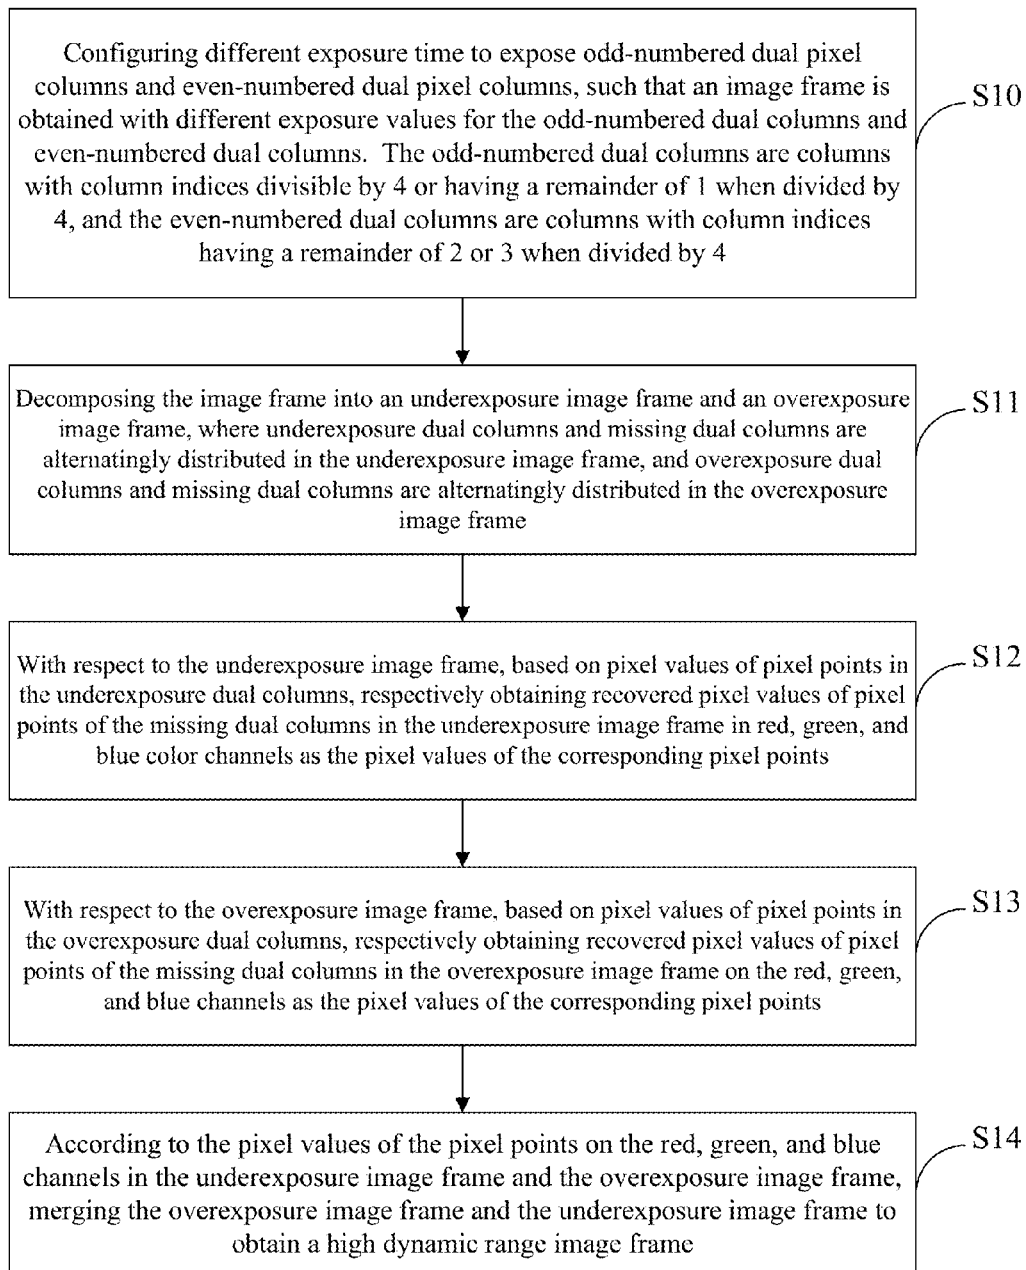 Configuring different exposure time to expose odd-numbered dual pixel
columns and even-numbered dual pixel columns, such that an image frame is
obtained with different exposure values for the odd-numbered dual columns and
even-numbered dual columns. The odd-numbered dual columns are columns
with column indices divisible by 4 or having a remainder of 1 when divided by
4, and the even-numbered dual columns are columns with column indices
having a remainder of 2 or 3 when divided by 4
S10
Decomposing the image frame into an underexposure image frame and an overexposure
image frame, where underexposure dual columns and missing dual columns are
alternatingly distributed in the underexposure image frame, and overexposure dual
columns and missing dual columns are alternatingly distributed in the overexposure
image frame
S11
With respect to the underexposure image frame, based on pixel values of pixel points in
the underexposure dual columns, respectively obtaining recovered pixel values of pixel
points of the missing dual columns in the underexposure image frame in red, green, and
blue color channels as the pixel values of the corresponding pixel points
S12
With respect to the overexposure image frame, based on pixel values of pixel points in
the overexposure dual columns, respectively obtaining recovered pixel values of pixel
points of the missing dual columns in the overexposure image frame on the red, green,
and blue channels as the pixel values of the corresponding pixel points
S13
According to the pixel values of the pixel points on the red, green, and blue
channels in the underexposure image frame and the overexposure image frame,
merging the overexposure image frame and the underexposure image frame to
obtain a high dynamic range image frame
S14